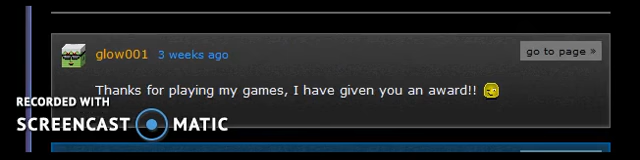 glow001 3 weeks ago
go to page »
Thanks for playing my games, I have given you an award!!
RECORDED WITH
SCREENCAST MATIC